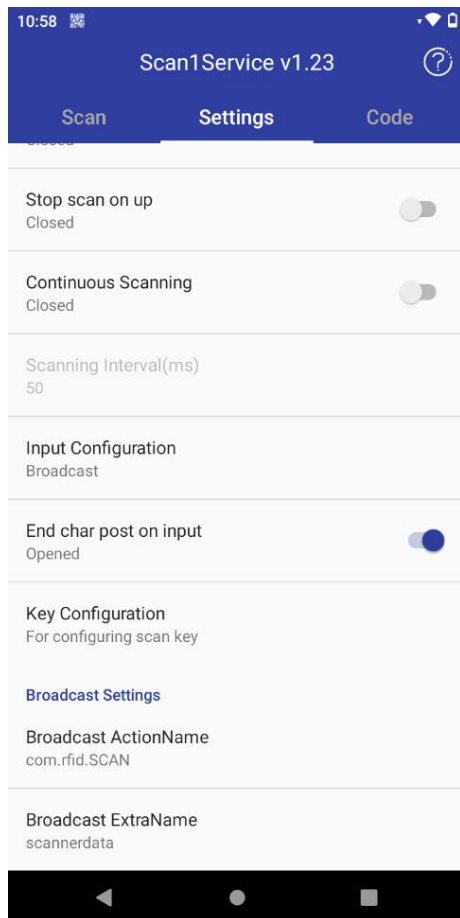 10:58
Scan1Service v1.23
Scan Settings Code
Stop scan on up
Closed
Continuous Scanning
Closed
Scanning Interval(ms)
50
Input Configuration
Broadcast
End char post on input
Opened
Key Configuration
For configuring scan key
Broadcast Settings
Broadcast ActionName
com.rfid.SCAN
Broadcast ExtraName
scannerdata